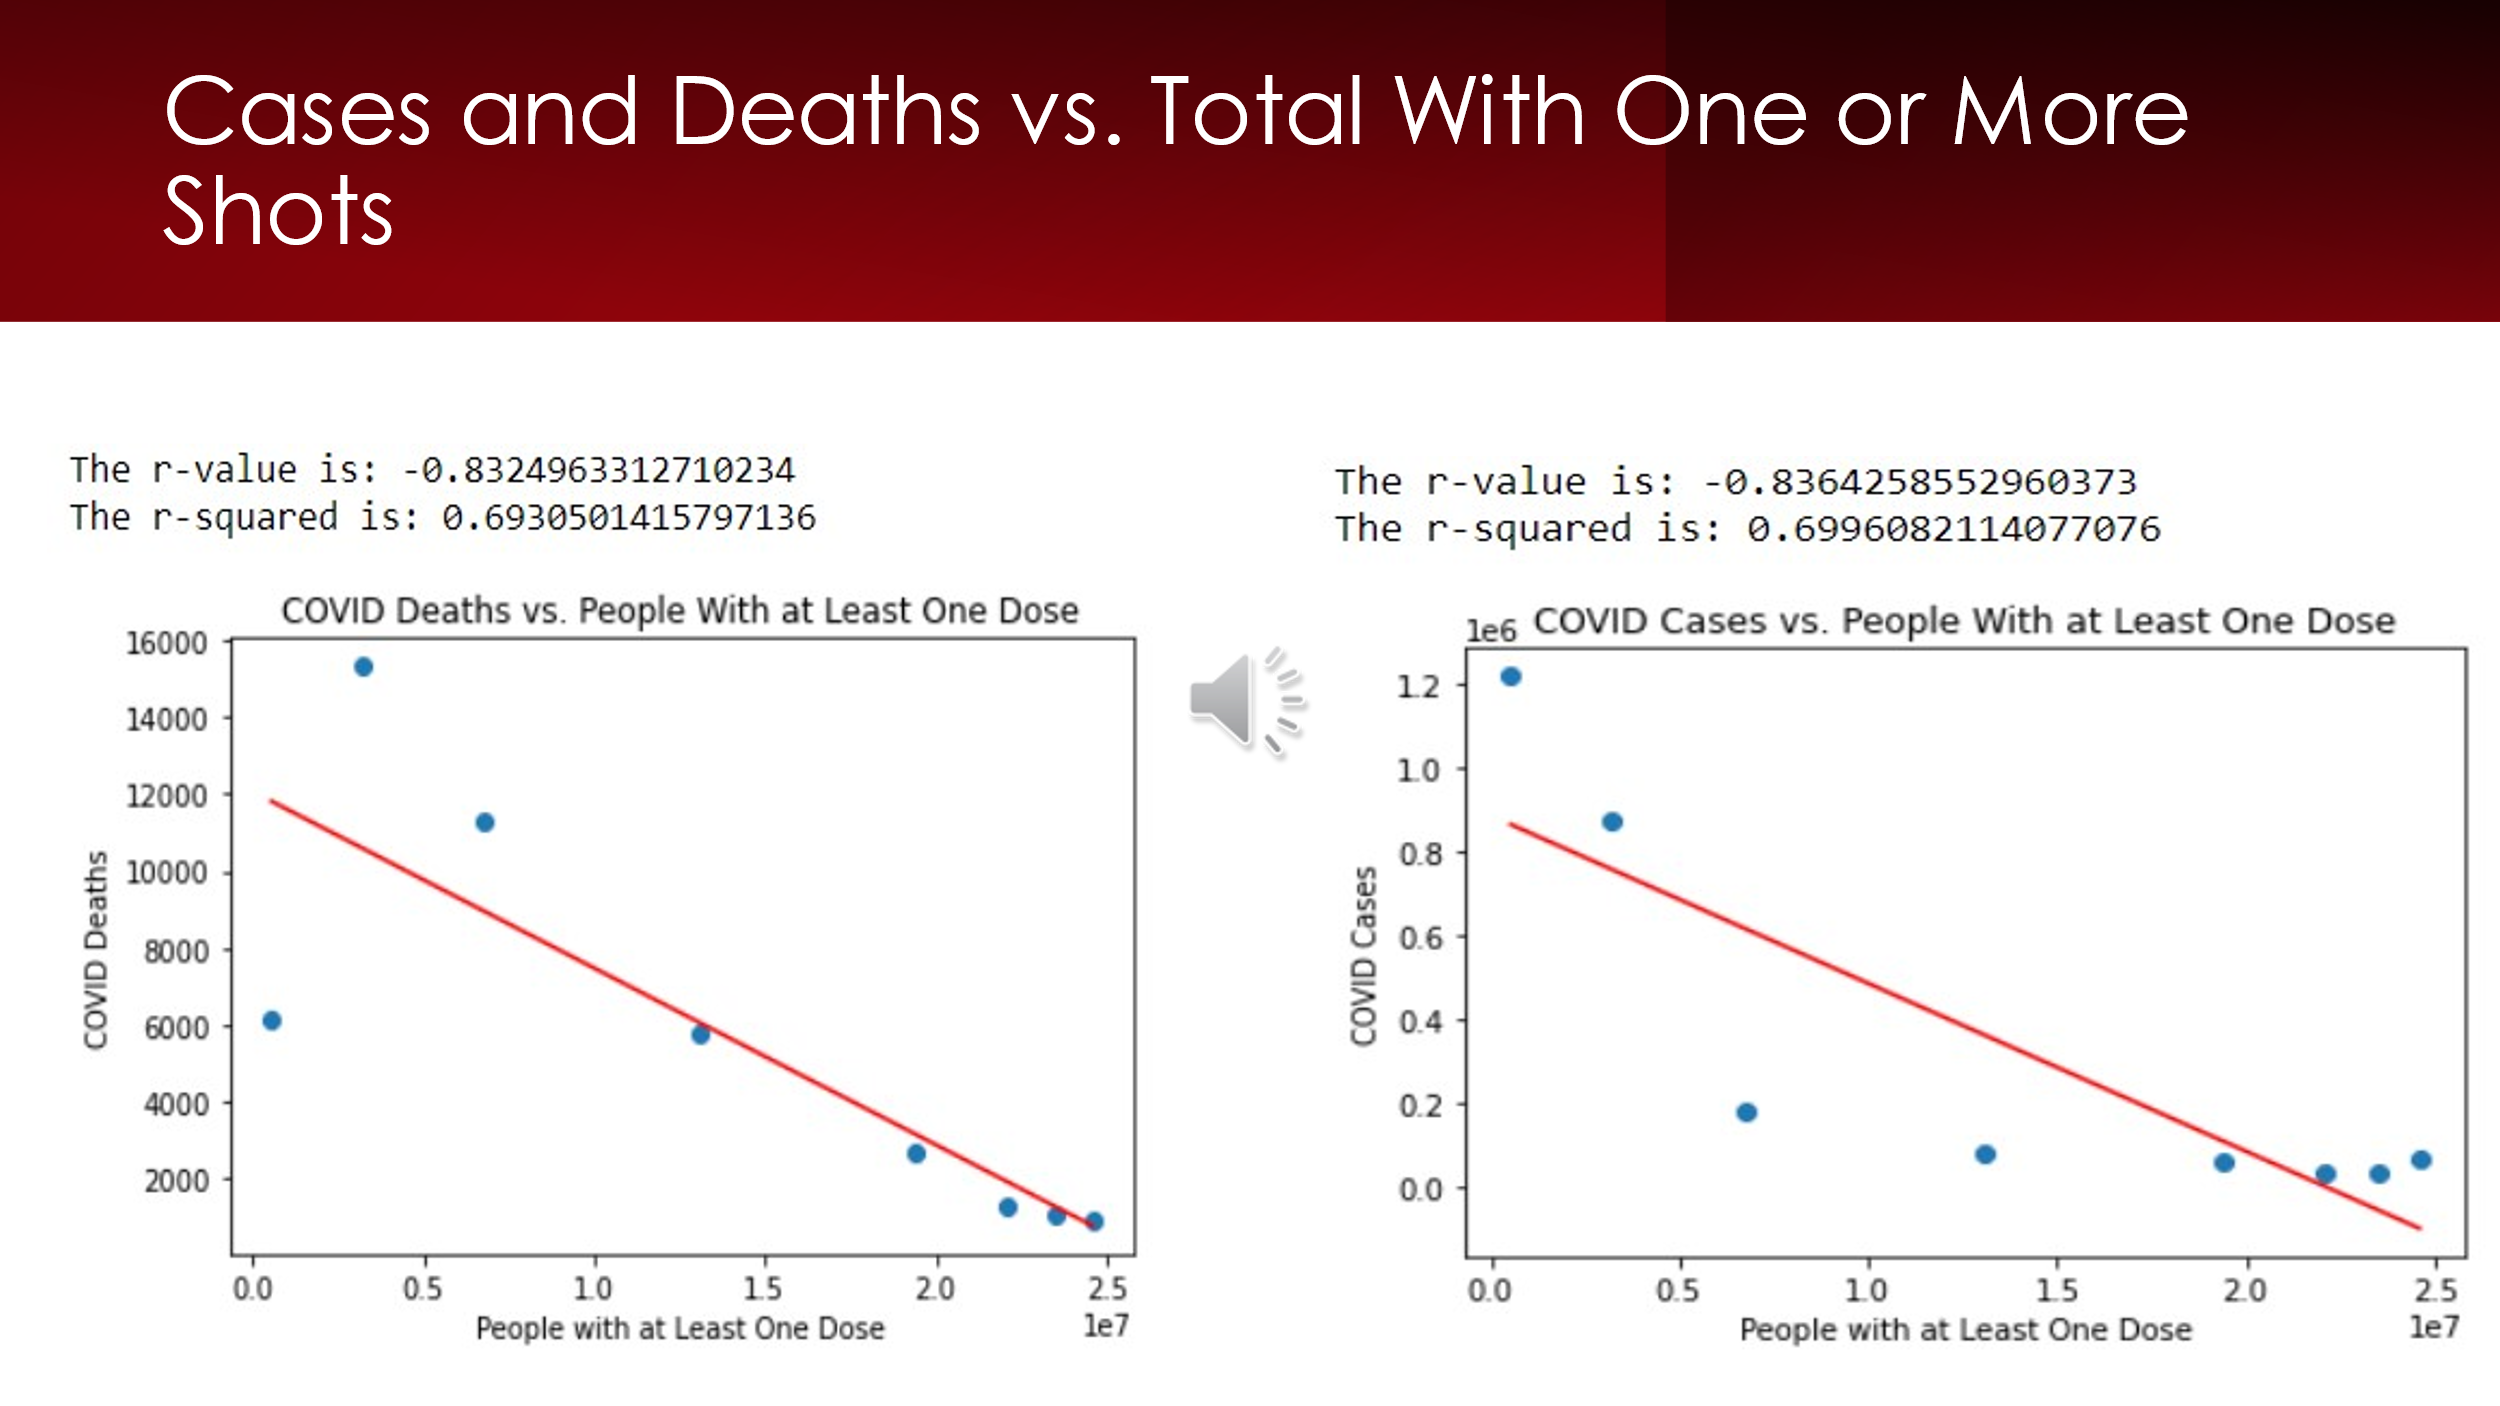 Cases and Deaths vs. Total With One or More
Shots
The r-value is: -0.8324963312710234
The r-squared is: 0.6930501415797136
COVID Deaths vs. People With at Least One Dose
16000
14000
12000
10000
8000
6000
4000
2000
COVID Deaths
0.0 0.5 1.0 1.5 2.0 2.5
1e7
People with at Least One Dose
The r-value is: -0.8364258552960373
The r-squared is: 0.6996082114077076
1e6 COVID Cases vs. People With at Least One Dose
1.2
1.0
0.8
0.6
0.4
0.2
0.0
COVID Cases
0.0 0.5 1.0 1.5 2.0 2.5
1e7
People with at Least One Dose